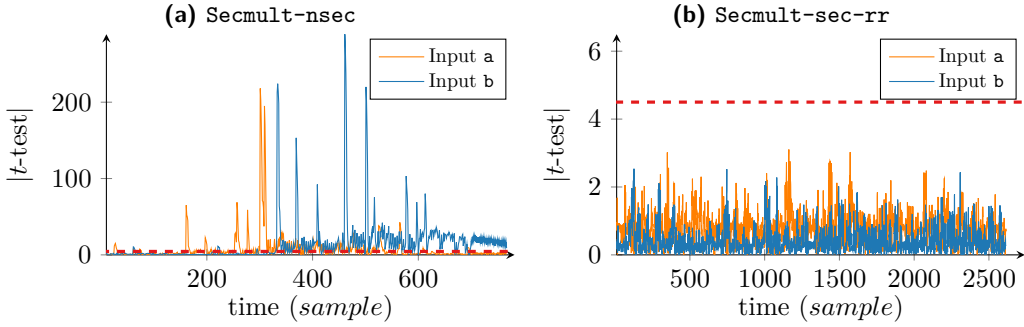 (a) Secmult-nsec
Input a
Input b
200
100
0
|t-test|
200
400
600
time (sample)
(b) Secmult-sec-rr
Input a
Input b
6
4
2
0
|t-test|
500
1000
1500
2000
2500
time (sample)